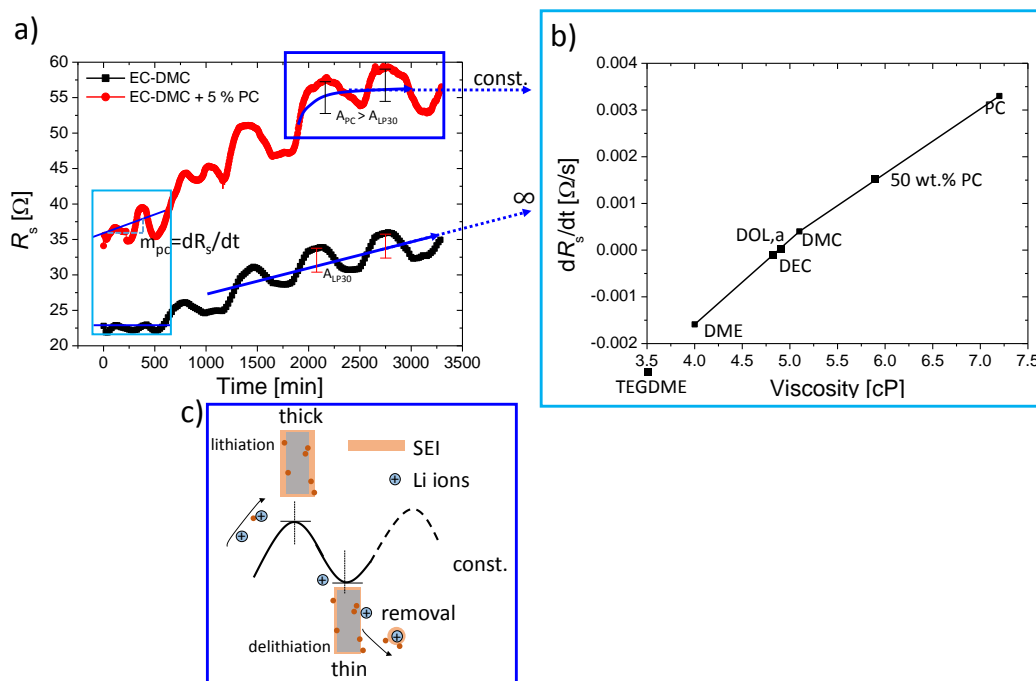 a)
EC-DMC
EC-DMC + 5 % PC
60
55
50
45
40
35
30
25
20
Rs [Ω]
0 500 1000 1500 2000 2500 3000 3500
Time [min]
APC > ALP30
mpc=dRs/dt
ALP30
const.
∞
b)
0.004
0.003
0.002
0.001
0.000
-0.001
-0.002
dRs/dt [Ω/s]
PC
50 wt.% PC
DOL,a
DMC
DEC
DME
3.5 4.0 4.5 5.0 5.5 6.0 6.5 7.0 7.5
TEGDME
Viscosity [cP]
c)
thick
lithiation
SEI
Li ions
const.
removal
delithiation
thin